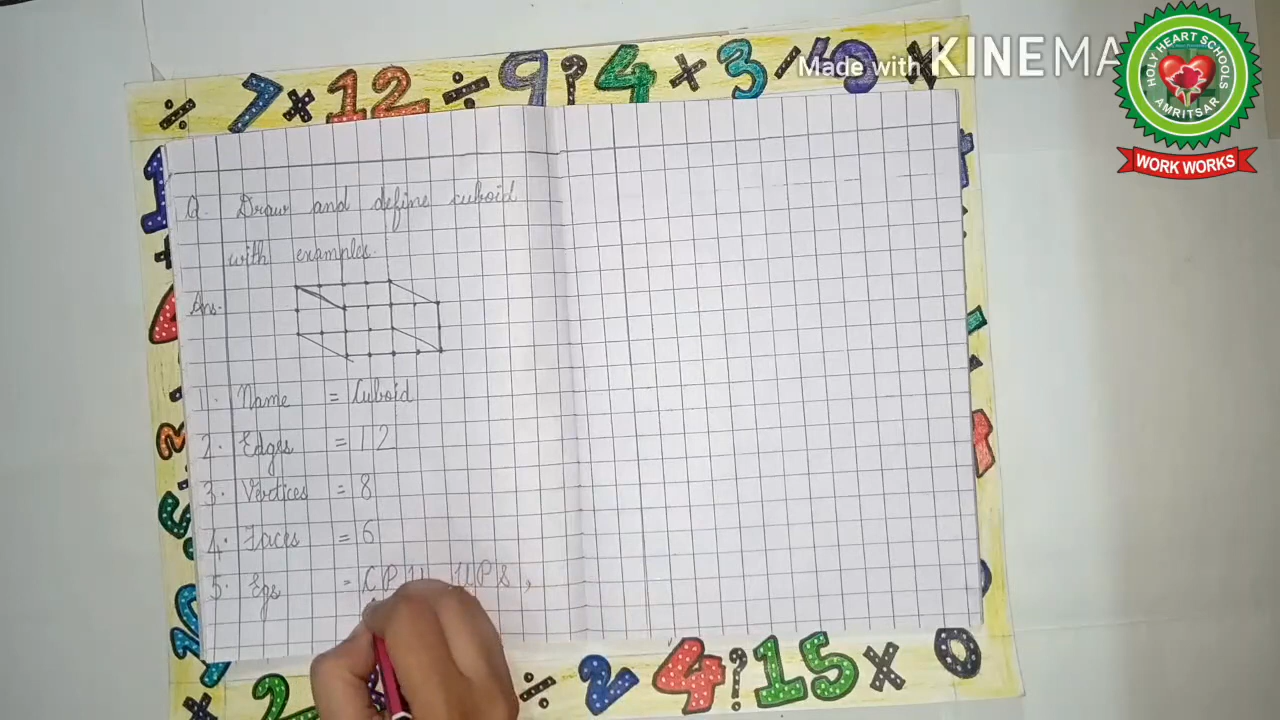 ÷ 7 × 12 ÷ 9 ? 4 × 3
Made with KINEMA
HOLY HEART SCHOOLS
AMRITSAR
WORK WORKS
Q. Draw and define cuboid
with examples.
Ans.
1. Name = Cuboid
2. Edges = 12
3. Vertices = 8
4. Faces = 6
5. Egs = CPU, UPS,
÷ 2 4 ? 15 × 0